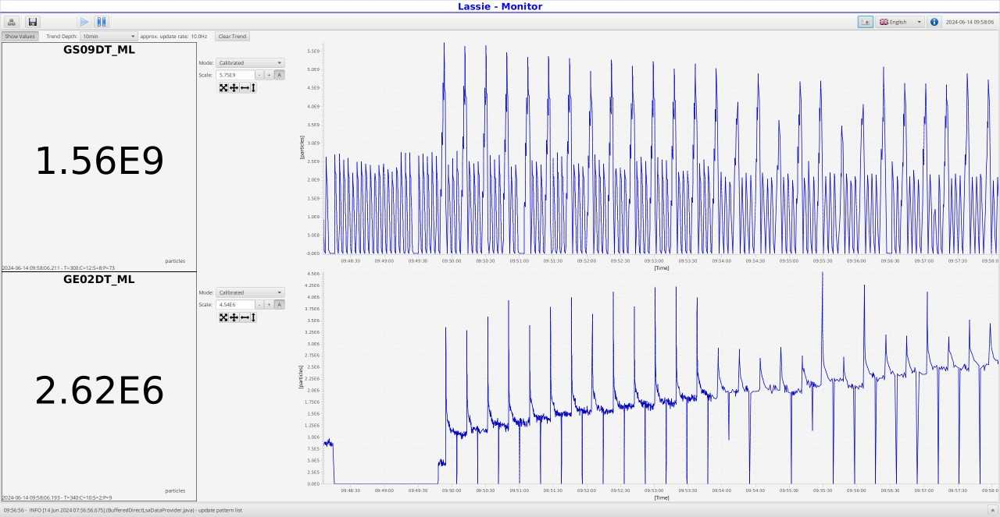 Lassie - Monitor
English
2024-06-14 09:58:06
Show Values Trend Depth: 10min approx. update rate: 10.0Hz Clear Trend
GS09DT_ML
1.56E9
particles
2024-06-14 09:58:06.211 - T=300:C=12:S=8:P=73
Mode: Calibrated
Scale: 5.75E9 - + A
[particles]
5.5E9
5.0E9
4.5E9
4.0E9
3.5E9
3.0E9
2.5E9
2.0E9
1.5E9
1.0E9
5.0E8
0.0E0
09:48:30 09:49:00 09:49:30 09:50:00 09:50:30 09:51:00 09:51:30 09:52:00 09:52:30 09:53:00 09:53:30 09:54:00 09:54:30 09:55:00 09:55:30 09:56:00 09:56:30 09:57:00 09:57:30 09:58:0
[Time]
GE02DT_ML
2.62E6
particles
2024-06-14 09:58:06.193 - T=340:C=10:S=2:P=9
Mode: Calibrated
Scale: 4.54E6 - + A
[particles]
4.5E6
4.25E6
4.0E6
3.75E6
3.5E6
3.25E6
3.0E6
2.75E6
2.5E6
2.25E6
2.0E6
1.75E6
1.5E6
1.25E6
1.0E6
7.5E5
5.0E5
2.5E5
0.0E0
09:48:30 09:49:00 09:49:30 09:50:00 09:50:30 09:51:00 09:51:30 09:52:00 09:52:30 09:53:00 09:53:30 09:54:00 09:54:30 09:55:00 09:55:30 09:56:00 09:56:30 09:57:00 09:57:30 09:58:0
[Time]
09:56:56 - INFO [14 Jun 2024 07:56:56,675] (BufferedDirectLsaDataProvider.java) - update pattern list